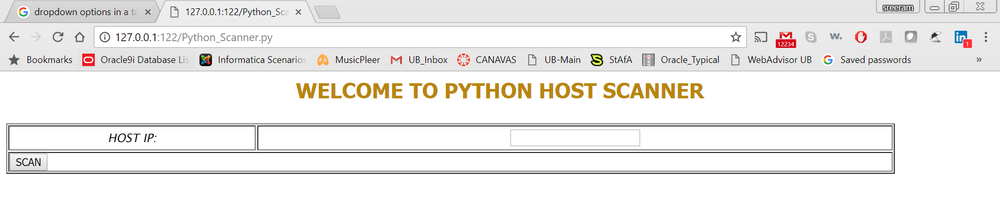 dropdown options in a ta
127.0.0.1:122/Python_Sca
sreeram
127.0.0.1:122/Python_Scanner.py
12234
w.
in
1
Bookmarks
Oracle9i Database Lis
Informatica Scenarios
MusicPleer
UB_Inbox
CANAVAS
UB-Main
StAfA
Oracle_Typical
WebAdvisor UB
Saved passwords
»
WELCOME TO PYTHON HOST SCANNER
HOST IP:
SCAN